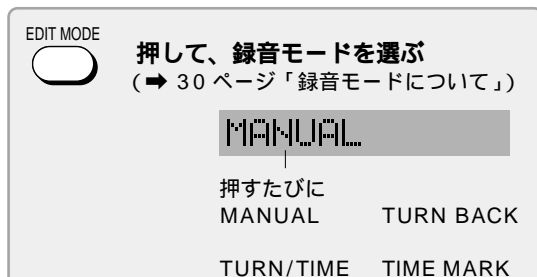 EDIT MODE
押して、録音モードを選ぶ
(➡ 30 ページ「録音モードについて」)
MANUAL
押すたびに
MANUAL TURN BACK
TURN/TIME TIME MARK